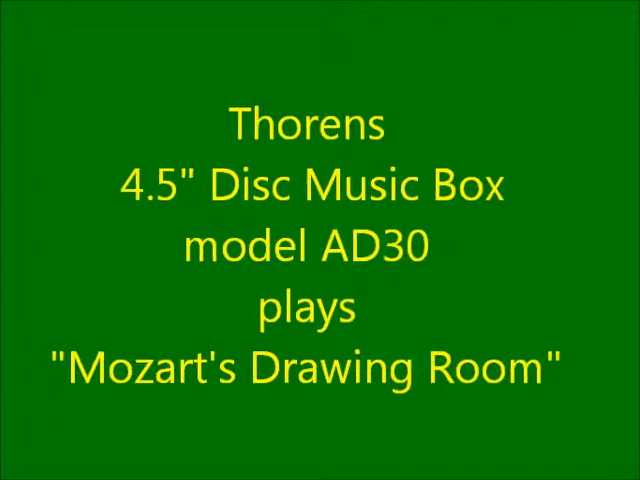 Thorens
4.5" Disc Music Box
model AD30
plays
"Mozart's Drawing Room"